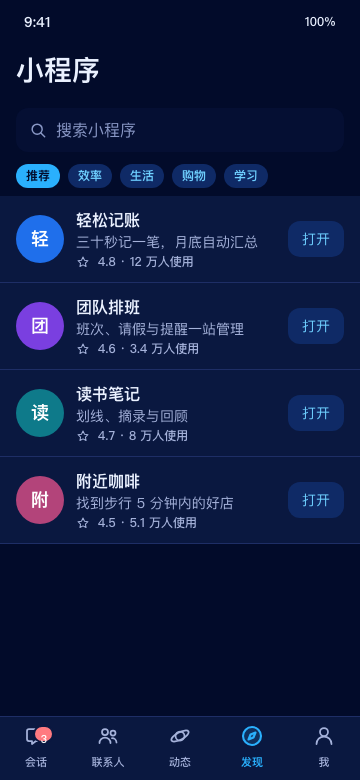 9:41
100%
小程序
搜索小程序
推荐
效率
生活
购物
学习
轻
轻松记账
三十秒记一笔，月底自动汇总
4.8 · 12 万人使用
打开
团
团队排班
班次、请假与提醒一站管理
4.6 · 3.4 万人使用
打开
读
读书笔记
划线、摘录与回顾
4.7 · 8 万人使用
打开
附
附近咖啡
找到步行 5 分钟内的好店
4.5 · 5.1 万人使用
打开
3
会话
联系人
动态
发现
我